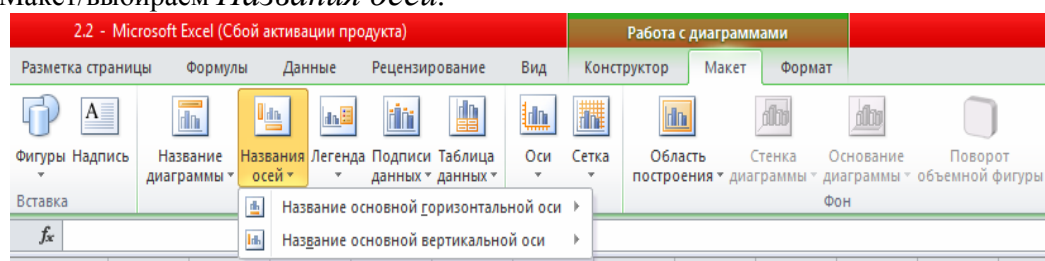 Макет/выбираем Названия оси.
2.2 - Microsoft Excel (Сбой активации продукта) Работа с диаграммами
Разметка страницы Формулы Данные Рецензирование Вид Конструктор Макет Формат
Фигуры Надпись Название диаграммы Названия осей Легенда Подписи данных Таблица данных Оси Сетка Область построения Стенка диаграммы Основание диаграммы Поворот объемной фигуры
Вставка Фон
Название основной горизонтальной оси
fx
Название основной вертикальной оси